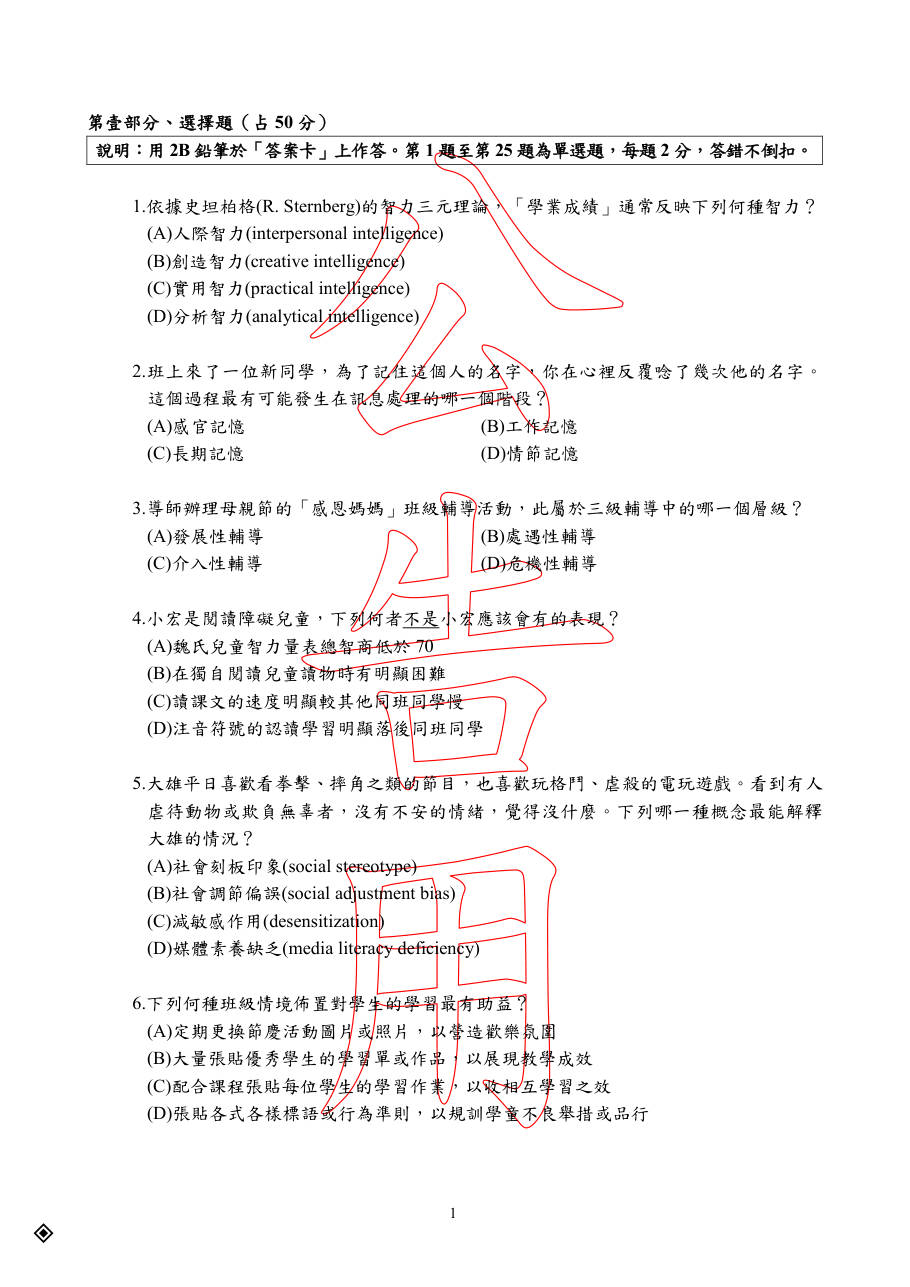 第壹部分、選擇題（占 50 分）
說明：用 2B 鉛筆於「答案卡」上作答。第 1 題至第 25 題為單選題，每題 2 分，答錯不倒扣。
1.依據史坦柏格(R. Sternberg)的智力三元理論，「學業成績」通常反映下列何種智力？
(A)人際智力(interpersonal intelligence)
(B)創造智力(creative intelligence)
(C)實用智力(practical intelligence)
(D)分析智力(analytical intelligence)
2.班上來了一位新同學，為了記住這個人的名字，你在心裡反覆唸了幾次他的名字。
這個過程最有可能發生在訊息處理的哪一個階段？
(A)感官記憶 (B)工作記憶
(C)長期記憶 (D)情節記憶
3.導師辦理母親節的「感恩媽媽」班級輔導活動，此屬於三級輔導中的哪一個層級？
(A)發展性輔導 (B)處遇性輔導
(C)介入性輔導 (D)危機性輔導
4.小宏是閱讀障礙兒童，下列何者不是小宏應該會有的表現？
(A)魏氏兒童智力量表總智商低於 70
(B)在獨自閱讀兒童讀物時有明顯困難
(C)讀課文的速度明顯較其他同班同學慢
(D)注音符號的認讀學習明顯落後同班同學
5.大雄平日喜歡看拳擊、摔角之類的節目，也喜歡玩格鬥、虐殺的電玩遊戲。看到有人
虐待動物或欺負無辜者，沒有不安的情緒，覺得沒什麼。下列哪一種概念最能解釋
大雄的情況？
(A)社會刻板印象(social stereotype)
(B)社會調節偏誤(social adjustment bias)
(C)減敏感作用(desensitization)
(D)媒體素養缺乏(media literacy deficiency)
6.下列何種班級情境佈置對學生的學習最有助益？
(A)定期更換節慶活動圖片或照片，以營造歡樂氛圍
(B)大量張貼優秀學生的學習單或作品，以展現教學成效
(C)配合課程張貼每位學生的學習作業，以收相互學習之效
(D)張貼各式各樣標語或行為準則，以規訓學童不良舉措或品行
公告用
1